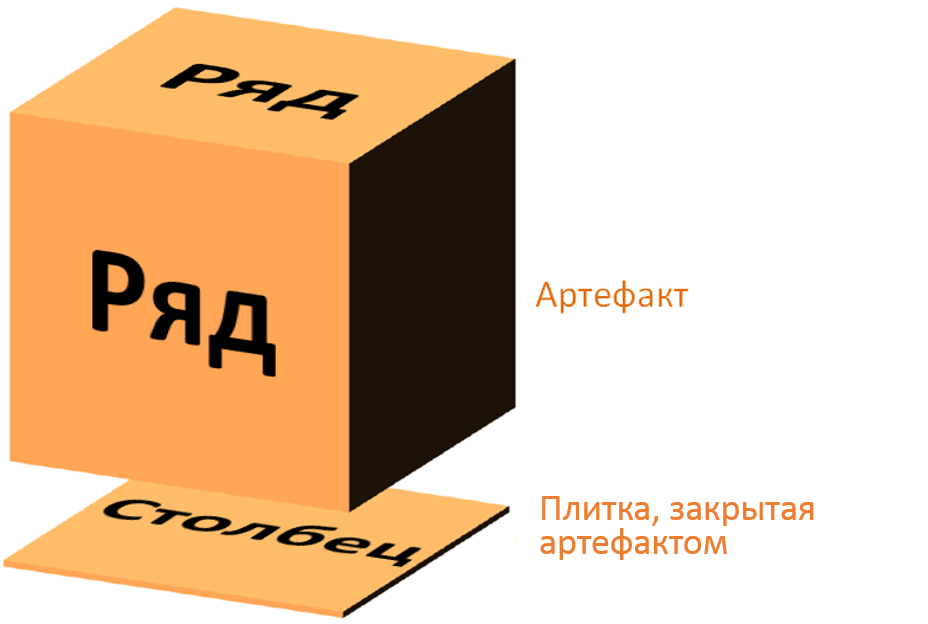 Ряд
Ряд
Артефакт
Столбец
Плитка, закрытая
артефактом